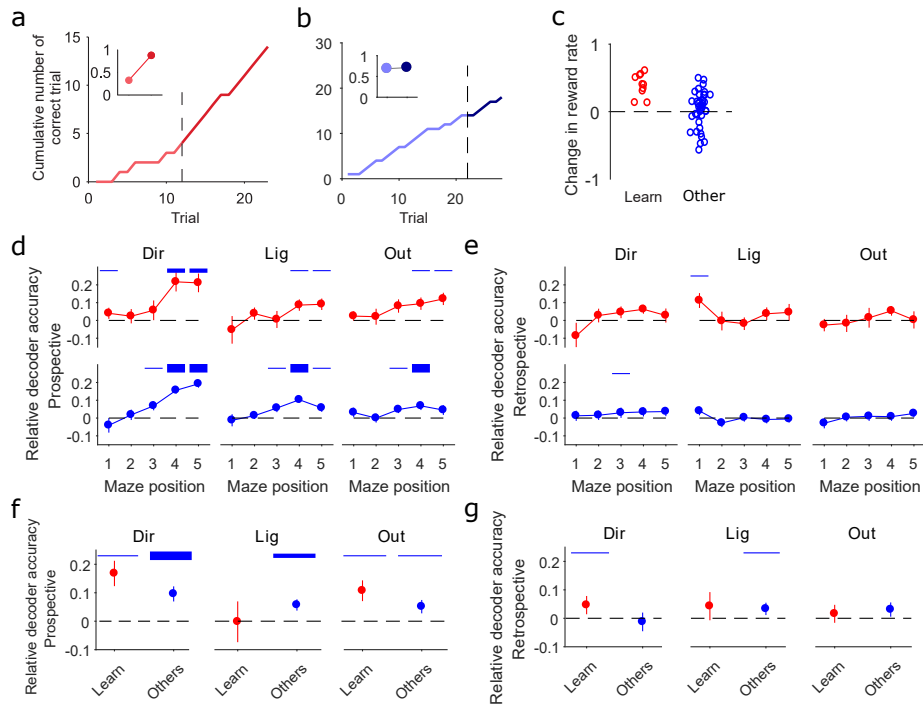 a
Cumulative number of
correct trial
15
10
5
0
1
0.5
0
0
10
20
Trial
b
30
20
10
0
1
0.5
0
0
10
20
Trial
c
Change in reward rate
1
0
-1
Learn
Other
d
Relative decoder accuracy
Prospective
Dir
Lig
Out
0.2
0.1
0
-0.1
0.2
0.1
0
-0.1
1 2 3 4 5
1 2 3 4 5
1 2 3 4 5
Maze position
Maze position
Maze position
e
Relative decoder accuracy
Retrospective
Dir
Lig
Out
0.2
0.1
0
-0.1
0.2
0.1
0
-0.1
1 2 3 4 5
1 2 3 4 5
1 2 3 4 5
Maze position
Maze position
Maze position
f
Relative decoder accuracy
Prospective
Dir
Lig
Out
0.2
0.1
0
-0.1
Learn
Others
Learn
Others
Learn
Others
g
Relative decoder accuracy
Retrospective
Dir
Lig
Out
0.2
0.1
0
-0.1
Learn
Others
Learn
Others
Learn
Others